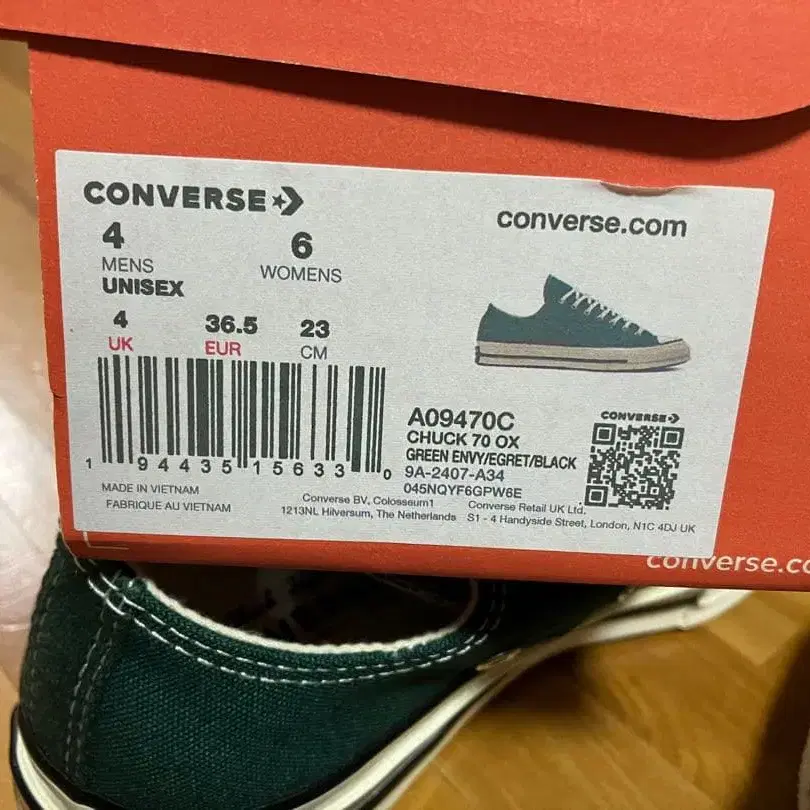 CONVERSE
converse.com
4
MENS
UNISEX
6
WOMENS
4
UK
36.5
EUR
23
CM
1 94435 15633 0
A09470C
CHUCK 70 OX
GREEN ENVY/EGRET/BLACK
9A-2407-A34
045NQYF6GPW6E
CONVERSE
MADE IN VIETNAM
FABRIQUE AU VIETNAM
Converse BV, Colosseum1
1213NL Hilversum, The Netherlands
Converse Retail UK Ltd.
S1 - 4 Handyside Street, London, N1C 4DJ UK
converse.co